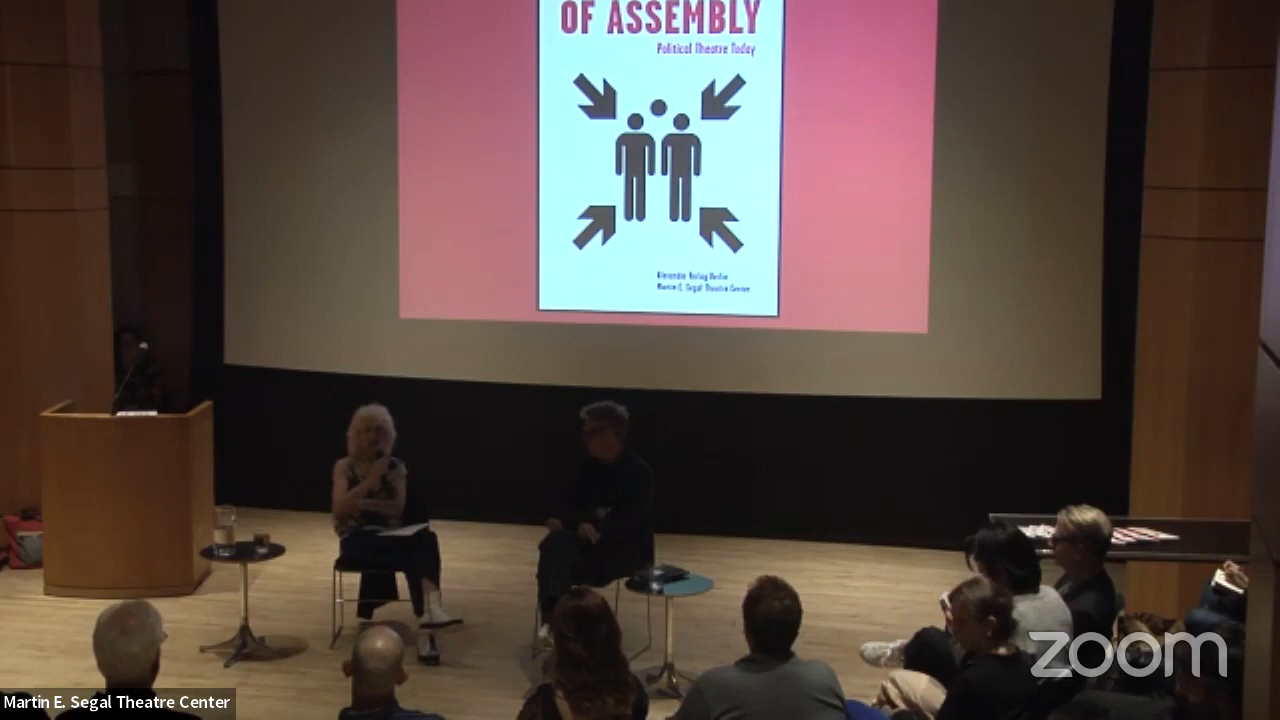 OF ASSEMBLY
Political Theatre Today
Alexander Verlag Berlin
Martin E. Segal Theatre Center
zoom
Martin E. Segal Theatre Center